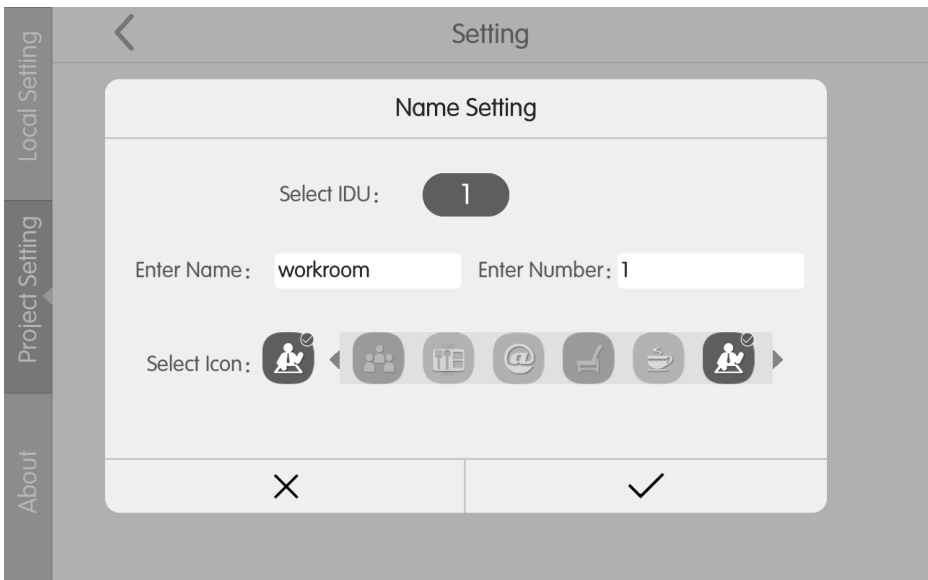 Setting
Local Setting
Project Setting
About
Name Setting
Select IDU: 1
Enter Name: workroom Enter Number: 1
Select Icon: @